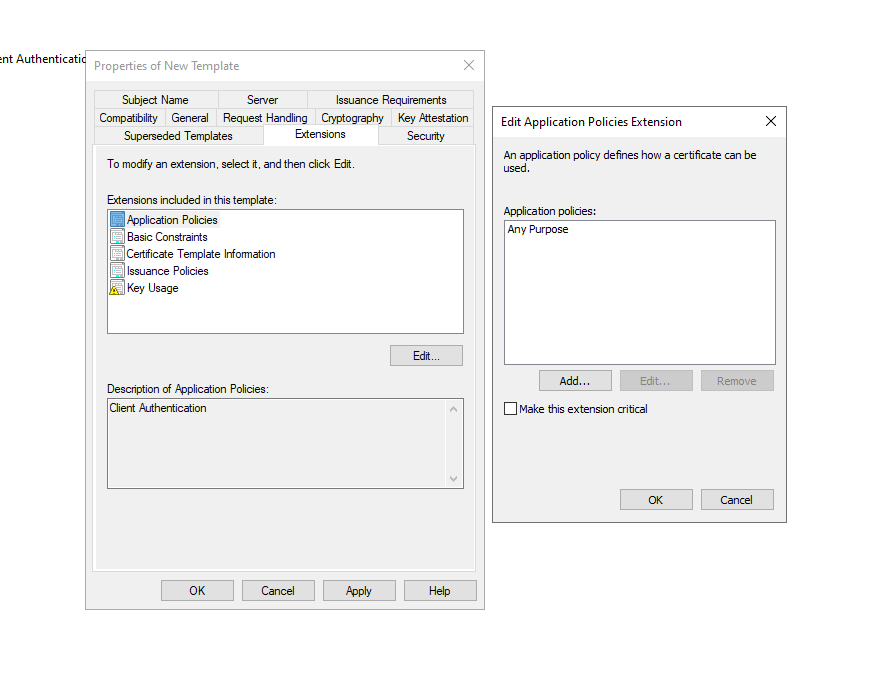 ent Authenticatio
Properties of New Template
Subject Name Server Issuance Requirements
Compatibility General Request Handling Cryptography Key Attestation
Superseded Templates Extensions Security
To modify an extension, select it, and then click Edit.
Extensions included in this template:
Application Policies
Basic Constraints
Certificate Template Information
Issuance Policies
Key Usage
Edit...
Description of Application Policies:
Client Authentication
OK Cancel Apply Help
Edit Application Policies Extension
An application policy defines how a certificate can be
used.
Application policies:
Any Purpose
Add... Edit... Remove
Make this extension critical
OK Cancel